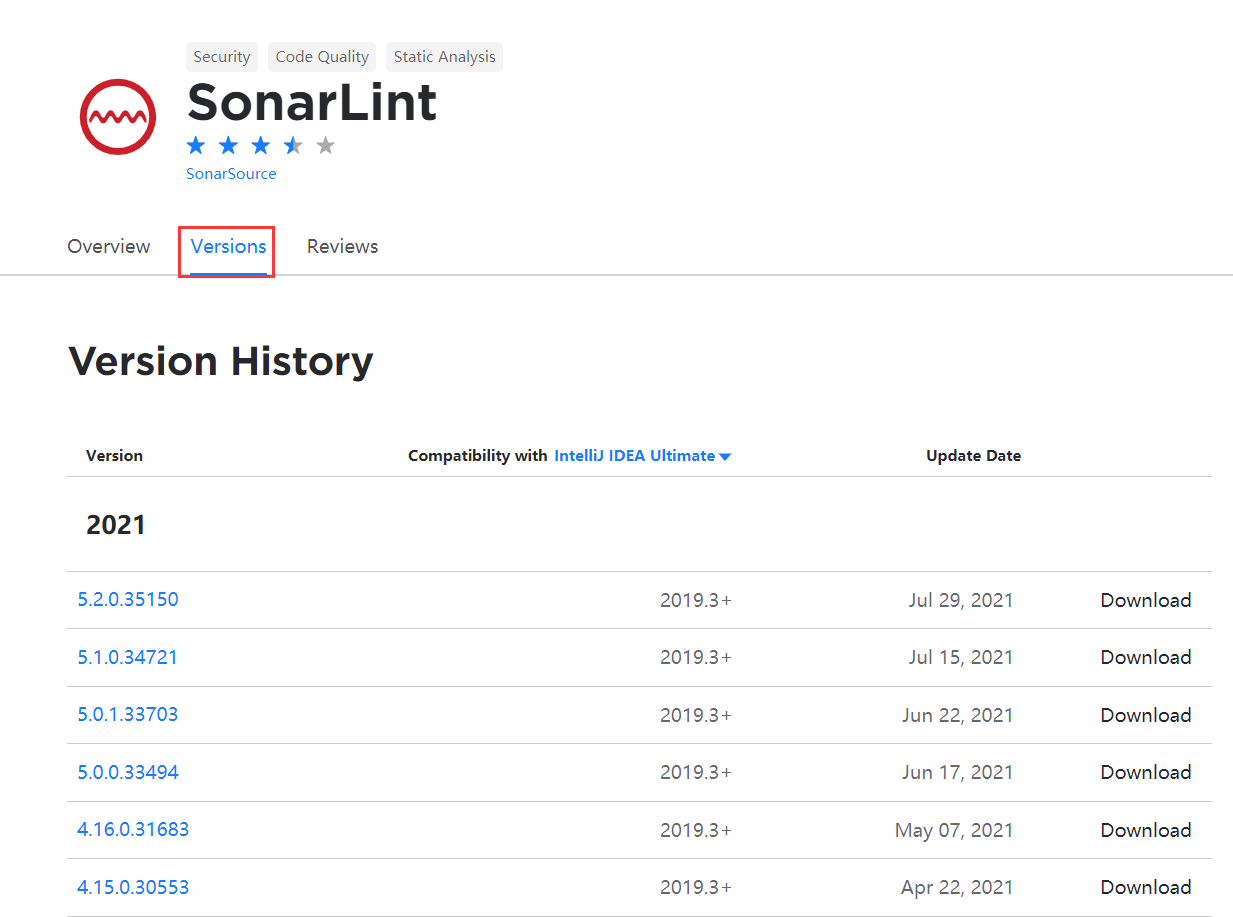 Security Code Quality Static Analysis
SonarLint
SonarSource
Overview Versions Reviews
Version History
Version Compatibility with IntelliJ IDEA Ultimate Update Date
2021
5.2.0.35150 2019.3+ Jul 29, 2021 Download
5.1.0.34721 2019.3+ Jul 15, 2021 Download
5.0.1.33703 2019.3+ Jun 22, 2021 Download
5.0.0.33494 2019.3+ Jun 17, 2021 Download
4.16.0.31683 2019.3+ May 07, 2021 Download
4.15.0.30553 2019.3+ Apr 22, 2021 Download